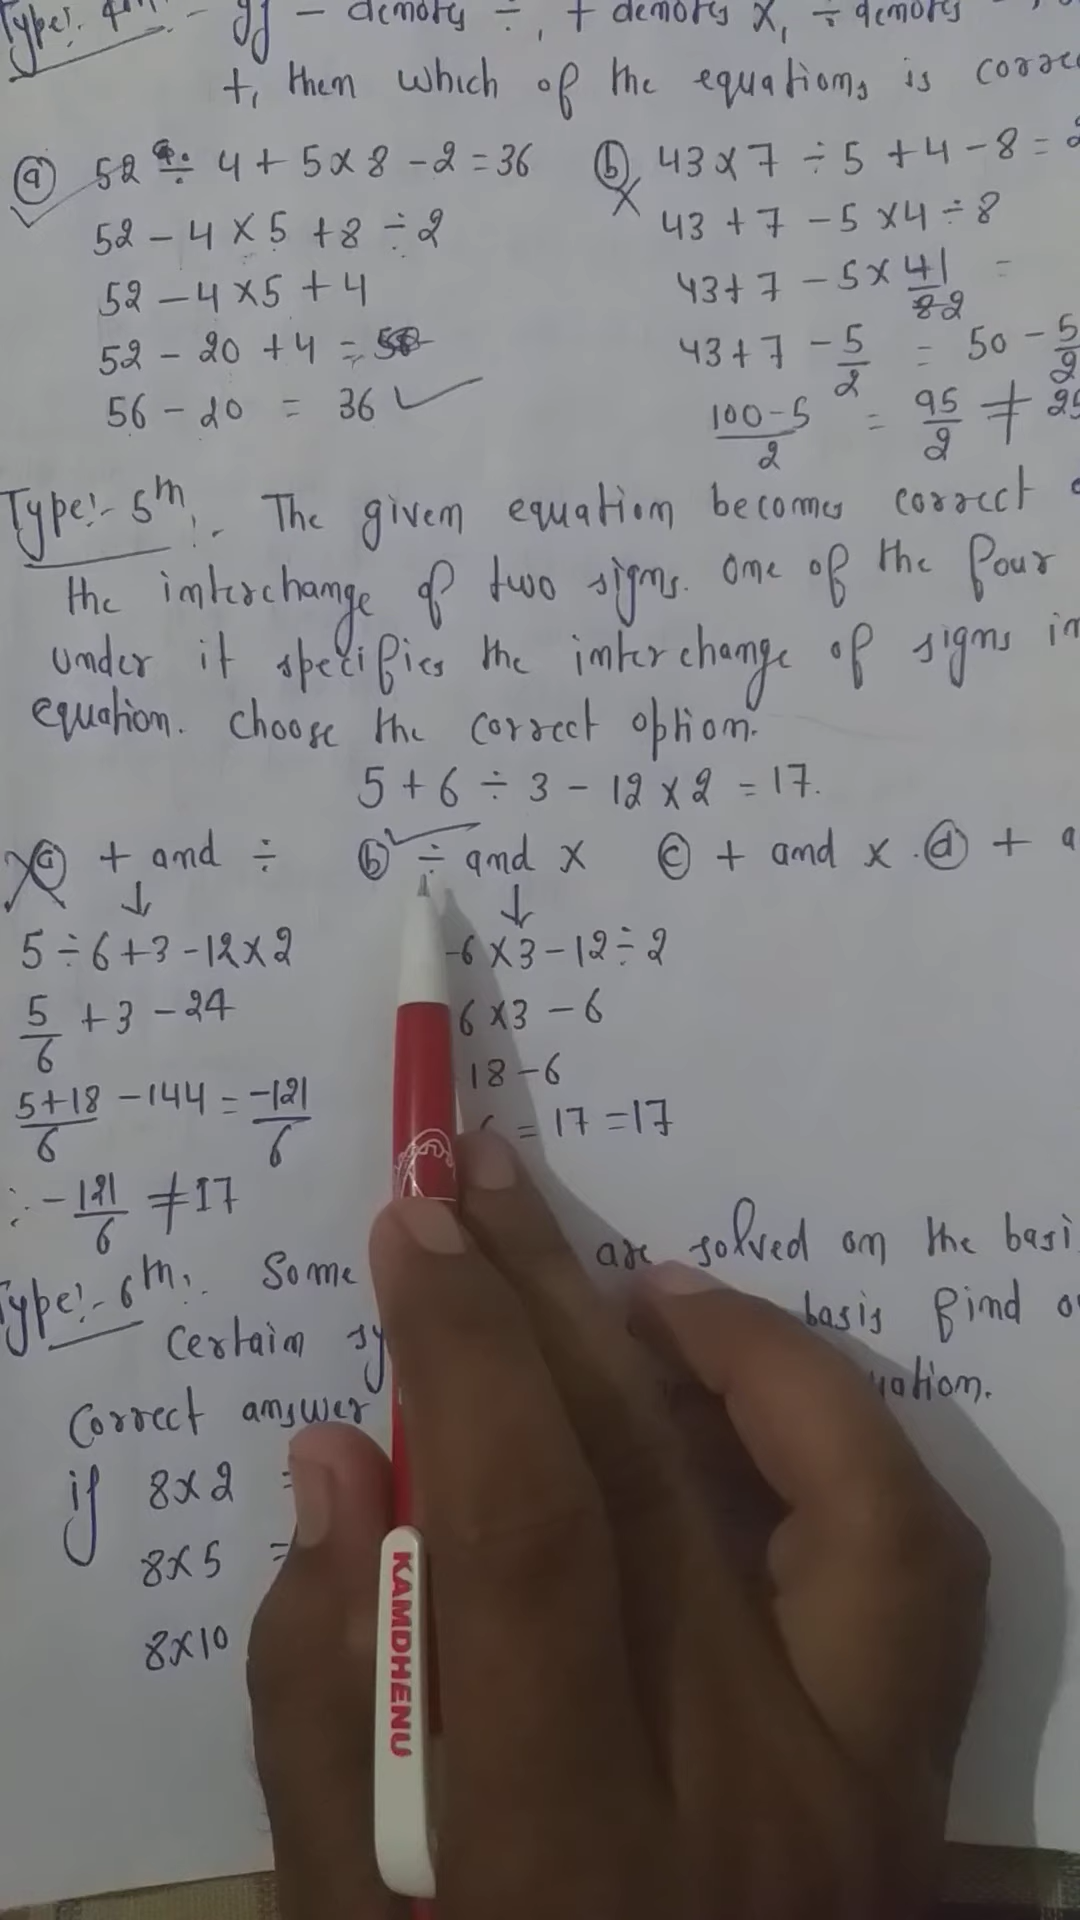 Type:- 4th :- If - denotes ÷, + denotes ×, ÷ denotes
+, then which of the equations is
(a) 52 ÷ 4 + 5 × 8 - 2 = 36
52 - 4 × 5 + 8 ÷ 2
52 - 4 × 5 + 4
52 - 20 + 4 =
56 - 20 = 36 ✓
(b) 43 × 7 ÷ 5 + 4 - 8 =
43 + 7 - 5 × 4 ÷ 8
43 + 7 - 5 × 41/82 =
43 + 7 - 5/2 = 50 - 5/2
100-5/2 = 95/2 ≠
Type:- 5th :- The given equation becomes correct
the interchange of two signs. One of the four
under it specifies the interchange of signs in
equation. Choose the correct option.
5 + 6 ÷ 3 - 12 × 2 = 17.
(a) + and ÷ (b) ÷ and × (c) + and × . (d) +
↓ ↓
5 ÷ 6 + 3 - 12 × 2
5/6 + 3 - 24
5+18/6 - 144 = -121/6
∴ -121/6 ≠ 17
6 × 3 - 12 ÷ 2
6 × 3 - 6
18 - 6
= 17 = 17
Type:- 6th: Some are solved on the
Certain basis find
Correct answer
if 8×2 =
8×5 =
8×10
KAMDHENU